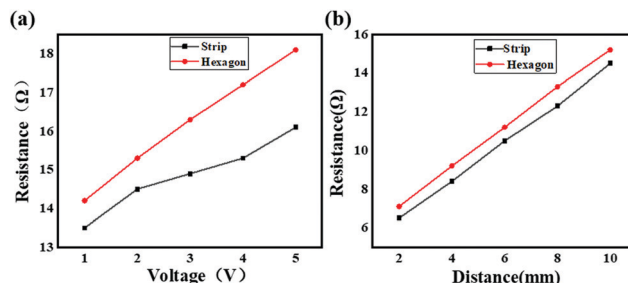 (a)
Strip
Hexagon
18
17
16
15
14
13
Resistance (Ω)
1 2 3 4 5
Voltage (V)
(b)
Strip
Hexagon
16
14
12
10
8
6
Resistance(Ω)
2 4 6 8 10
Distance(mm)